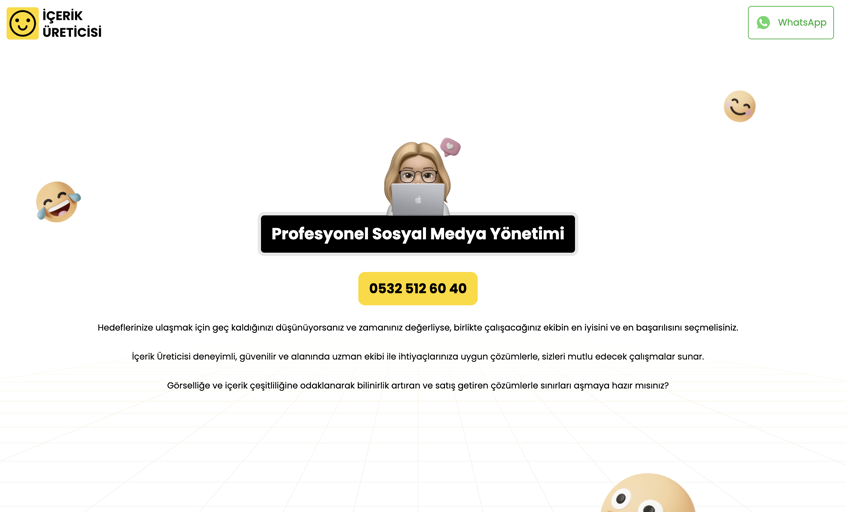 İÇERİK
ÜRETİCİSİ
WhatsApp
Profesyonel Sosyal Medya Yönetimi
0532 512 60 40
Hedeflerinize ulaşmak için geç kaldığınızı düşünüyorsanız ve zamanınız değerliyse, birlikte çalışacağınız ekibin en iyisini ve en başarılısını seçmelisiniz.
İçerik Üreticisi deneyimli, güvenilir ve alanında uzman ekibi ile ihtiyaçlarınıza uygun çözümlerle, sizleri mutlu edecek çalışmalar sunar.
Görselliğe ve içerik çeşitliliğine odaklanarak bilinirlik artıran ve satış getiren çözümlerle sınırları aşmaya hazır mısınız?